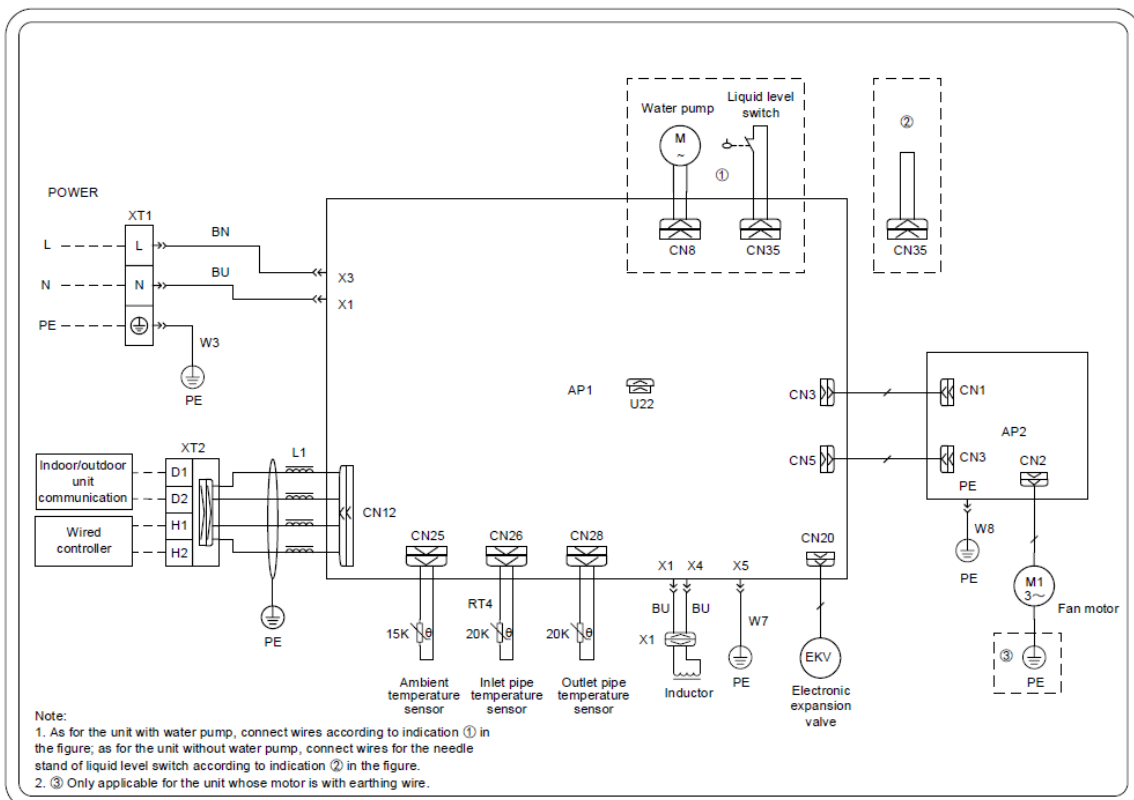 Water pump
Liquid level
switch
M
~
①
②
CN8
CN35
CN35
POWER
XT1
L
L
BN
X3
N
N
BU
X1
PE
W3
PE
AP1
U22
CN3
CN1
AP2
CN5
CN3
CN2
PE
W8
PE
M1
3~
Fan motor
③
PE
XT2
L1
Indoor/outdoor
unit
communication
D1
D2
Wired
controller
H1
H2
CN12
PE
CN25
CN26
CN28
X1
X4
X5
CN20
RT4
15K
θ
20K
θ
20K
θ
BU
BU
W7
X1
PE
EKV
Ambient
temperature
sensor
Inlet pipe
temperature
sensor
Outlet pipe
temperature
sensor
Inductor
Electronic
expansion
valve
Note:
1. As for the unit with water pump, connect wires according to indication ① in
the figure; as for the unit without water pump, connect wires for the needle
stand of liquid level switch according to indication ② in the figure.
2. ③ Only applicable for the unit whose motor is with earthing wire.